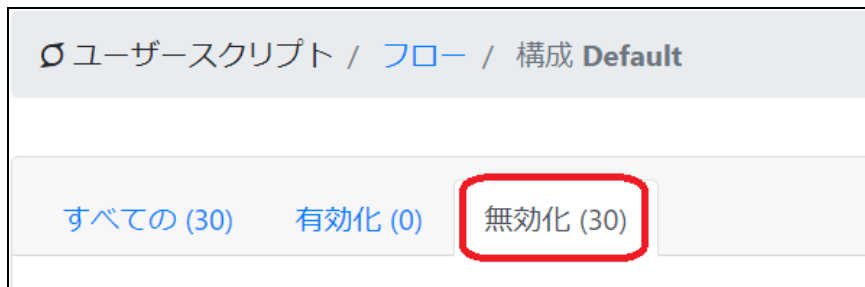 ユーザースクリプト / フロー / 構成 Default
すべての (30) 有効化 (0) 無効化 (30)